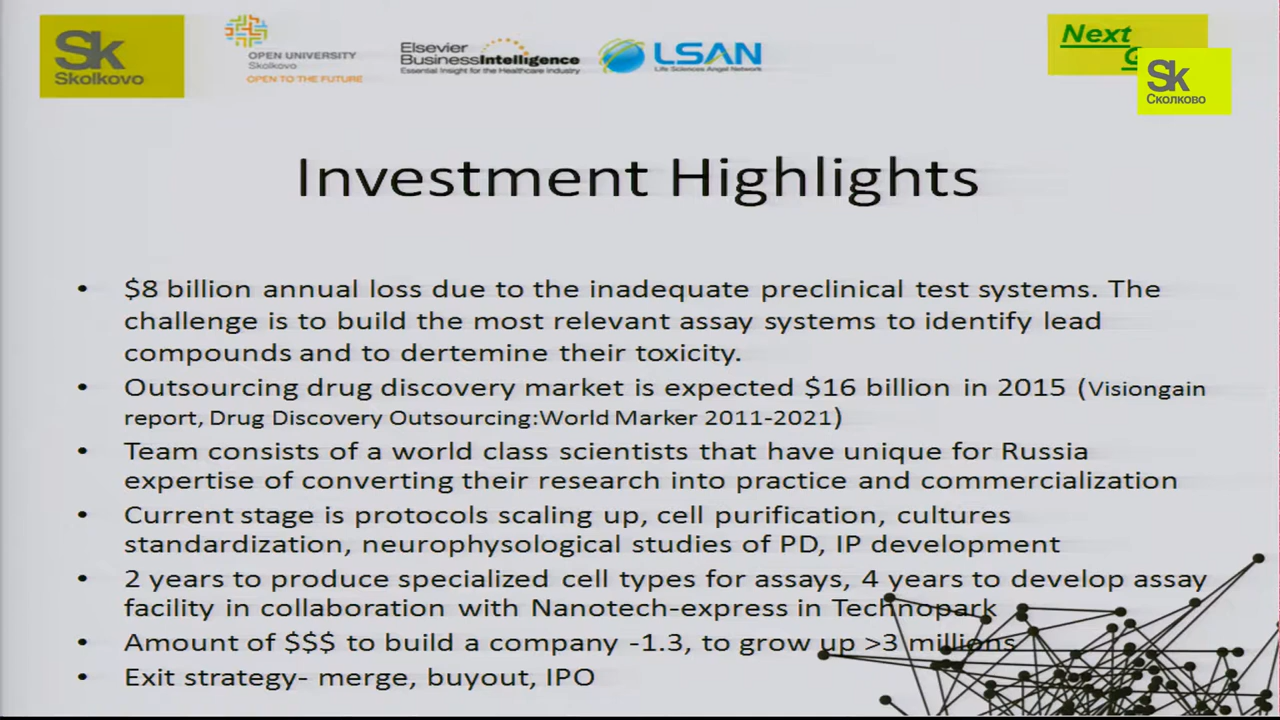 Sk
Skolkovo
OPEN UNIVERSITY
Skolkovo
OPEN TO THE FUTURE
Elsevier
BusinessIntelligence
Essential Insight for the Healthcare Industry
LSAN
Life Sciences Angel Network
Next
G
Sk
Сколково
Investment Highlights
• $8 billion annual loss due to the inadequate preclinical test systems. The
challenge is to build the most relevant assay systems to identify lead
compounds and to dertemine their toxicity.
• Outsourcing drug discovery market is expected $16 billion in 2015 (Visiongain
report, Drug Discovery Outsourcing:World Marker 2011-2021)
• Team consists of a world class scientists that have unique for Russia
expertise of converting their research into practice and commercialization
• Current stage is protocols scaling up, cell purification, cultures
standardization, neurophysological studies of PD, IP development
• 2 years to produce specialized cell types for assays, 4 years to develop assay
facility in collaboration with Nanotech-express in Technopark
• Amount of $$$ to build a company -1.3, to grow up >3 millions
• Exit strategy- merge, buyout, IPO